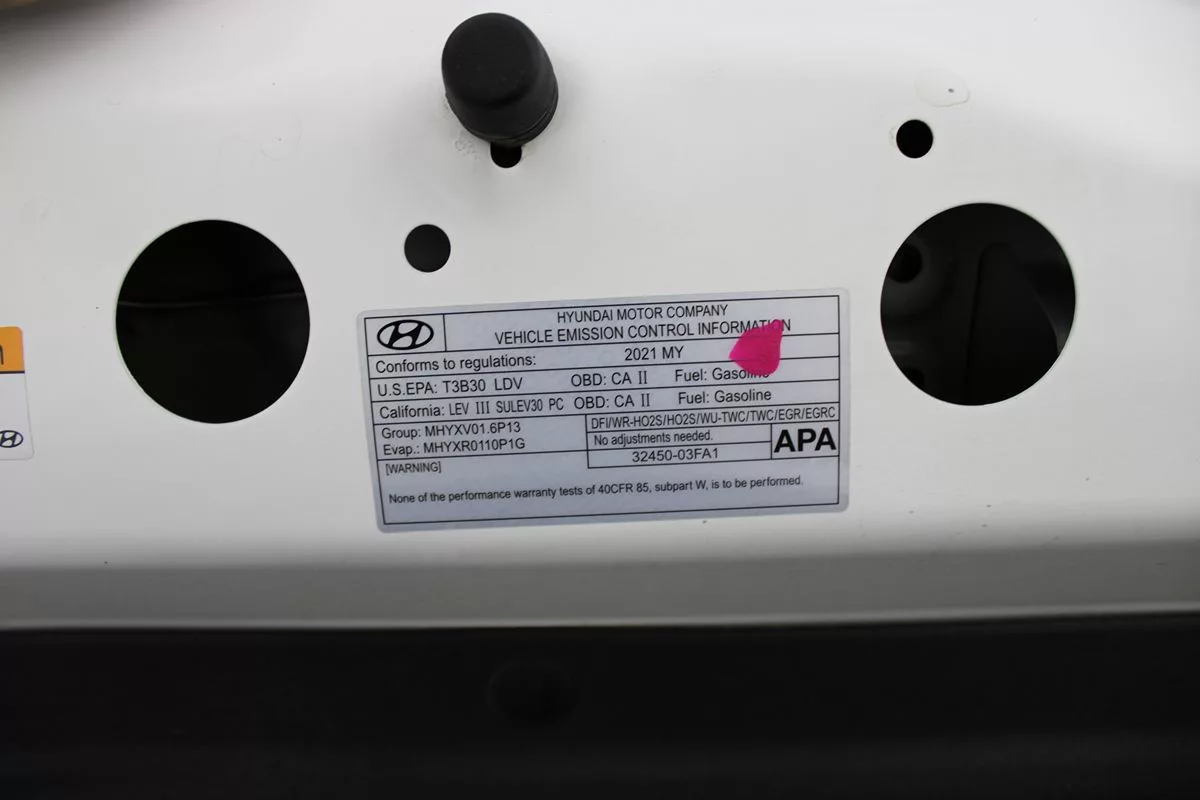 HYUNDAI MOTOR COMPANY
VEHICLE EMISSION CONTROL INFORMATION
Conforms to regulations: 2021 MY
U.S.EPA: T3B30 LDV OBD: CA II Fuel: Gasoline
California: LEV III SULEV30 PC OBD: CA II Fuel: Gasoline
Group: MHYXV01.6P13
Evap.: MHYXR0110P1G
DFI/WR-HO2S/HO2S/WU-TWC/TWC/EGR/EGRC
No adjustments needed.
32450-03FA1
APA
[WARNING]
None of the performance warranty tests of 40CFR 85, subpart W, is to be performed.